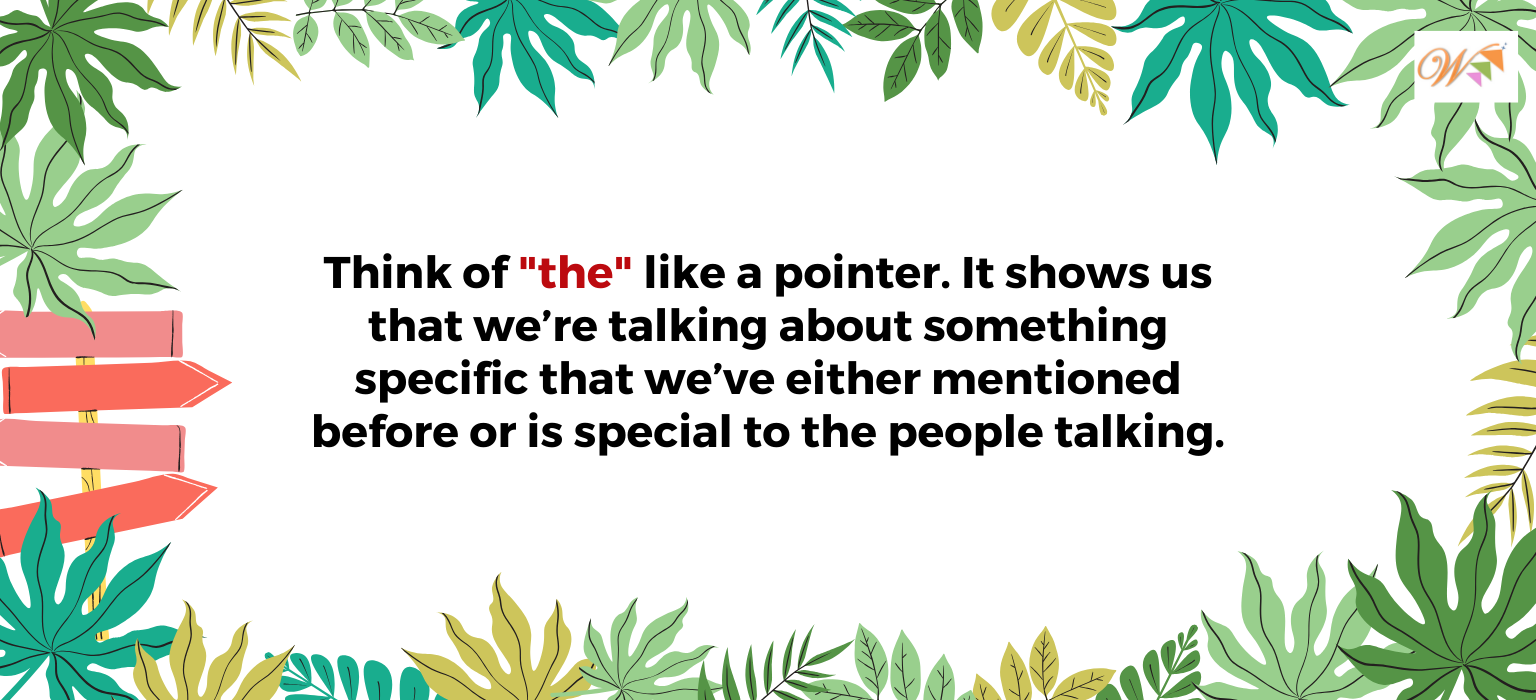 W
Think of "the" like a pointer. It shows us
that we’re talking about something
specific that we’ve either mentioned
before or is special to the people talking.